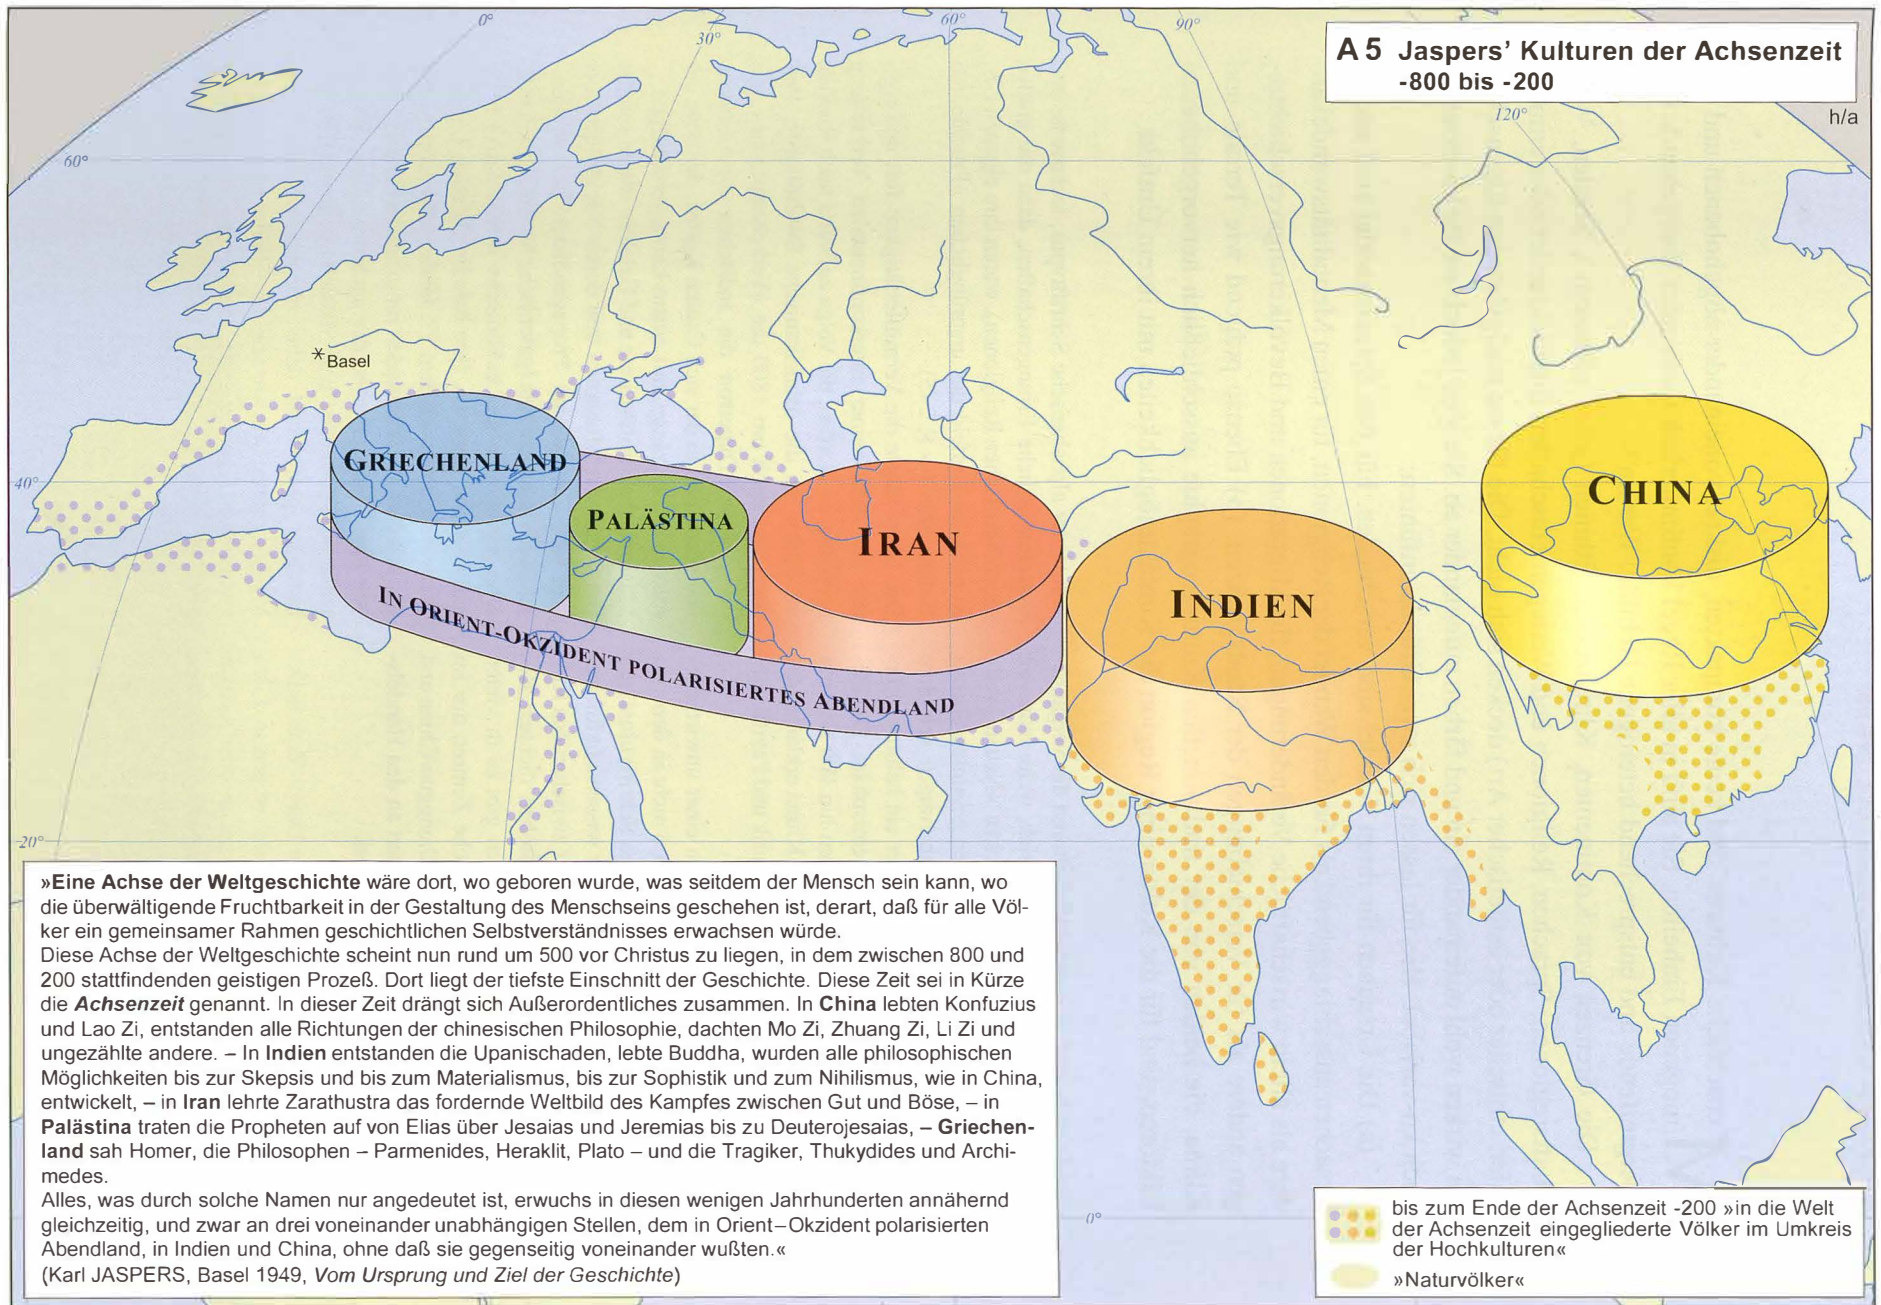 0°
30°
60°
90°
A 5 Jaspers’ Kulturen der Achsenzeit
-800 bis -200
120°
h/a
60°
Basel
40°
GRIECHENLAND
PALÄSTINA
IRAN
INDIEN
CHINA
IN ORIENT-OKZIDENT POLARISIERTES ABENDLAND
20°
»Eine Achse der Weltgeschichte wäre dort, wo geboren wurde, was seitdem der Mensch sein kann, wo
die überwältigende Fruchtbarkeit in der Gestaltung des Menschseins geschehen ist, derart, daß für alle Völ-
ker ein gemeinsamer Rahmen geschichtlichen Selbstverständnisses erwachsen würde.
Diese Achse der Weltgeschichte scheint nun rund um 500 vor Christus zu liegen, in dem zwischen 800 und
200 stattfindenden geistigen Prozeß. Dort liegt der tiefste Einschnitt der Geschichte. Diese Zeit sei in Kürze
die Achsenzeit genannt. In dieser Zeit drängt sich Außerordentliches zusammen. In China lebten Konfuzius
und Lao Zi, entstanden alle Richtungen der chinesischen Philosophie, dachten Mo Zi, Zhuang Zi, Li Zi und
ungezählte andere. – In Indien entstanden die Upanischaden, lebte Buddha, wurden alle philosophischen
Möglichkeiten bis zur Skepsis und bis zum Materialismus, bis zur Sophistik und zum Nihilismus, wie in China,
entwickelt, – in Iran lehrte Zarathustra das fordernde Weltbild des Kampfes zwischen Gut und Böse, – in
Palästina traten die Propheten auf von Elias über Jesaias und Jeremias bis zu Deuterojesaias, – Griechen-
land sah Homer, die Philosophen – Parmenides, Heraklit, Plato – und die Tragiker, Thukydides und Archi-
medes.
Alles, was durch solche Namen nur angedeutet ist, erwuchs in diesen wenigen Jahrhunderten annähernd
gleichzeitig, und zwar an drei voneinander unabhängigen Stellen, dem in Orient–Okzident polarisierten
Abendland, in Indien und China, ohne daß sie gegenseitig voneinander wußten.«
(Karl JASPERS, Basel 1949, Vom Ursprung und Ziel der Geschichte)
0°
bis zum Ende der Achsenzeit -200 »in die Welt
der Achsenzeit eingegliederte Völker im Umkreis
der Hochkulturen«
»Naturvölker«